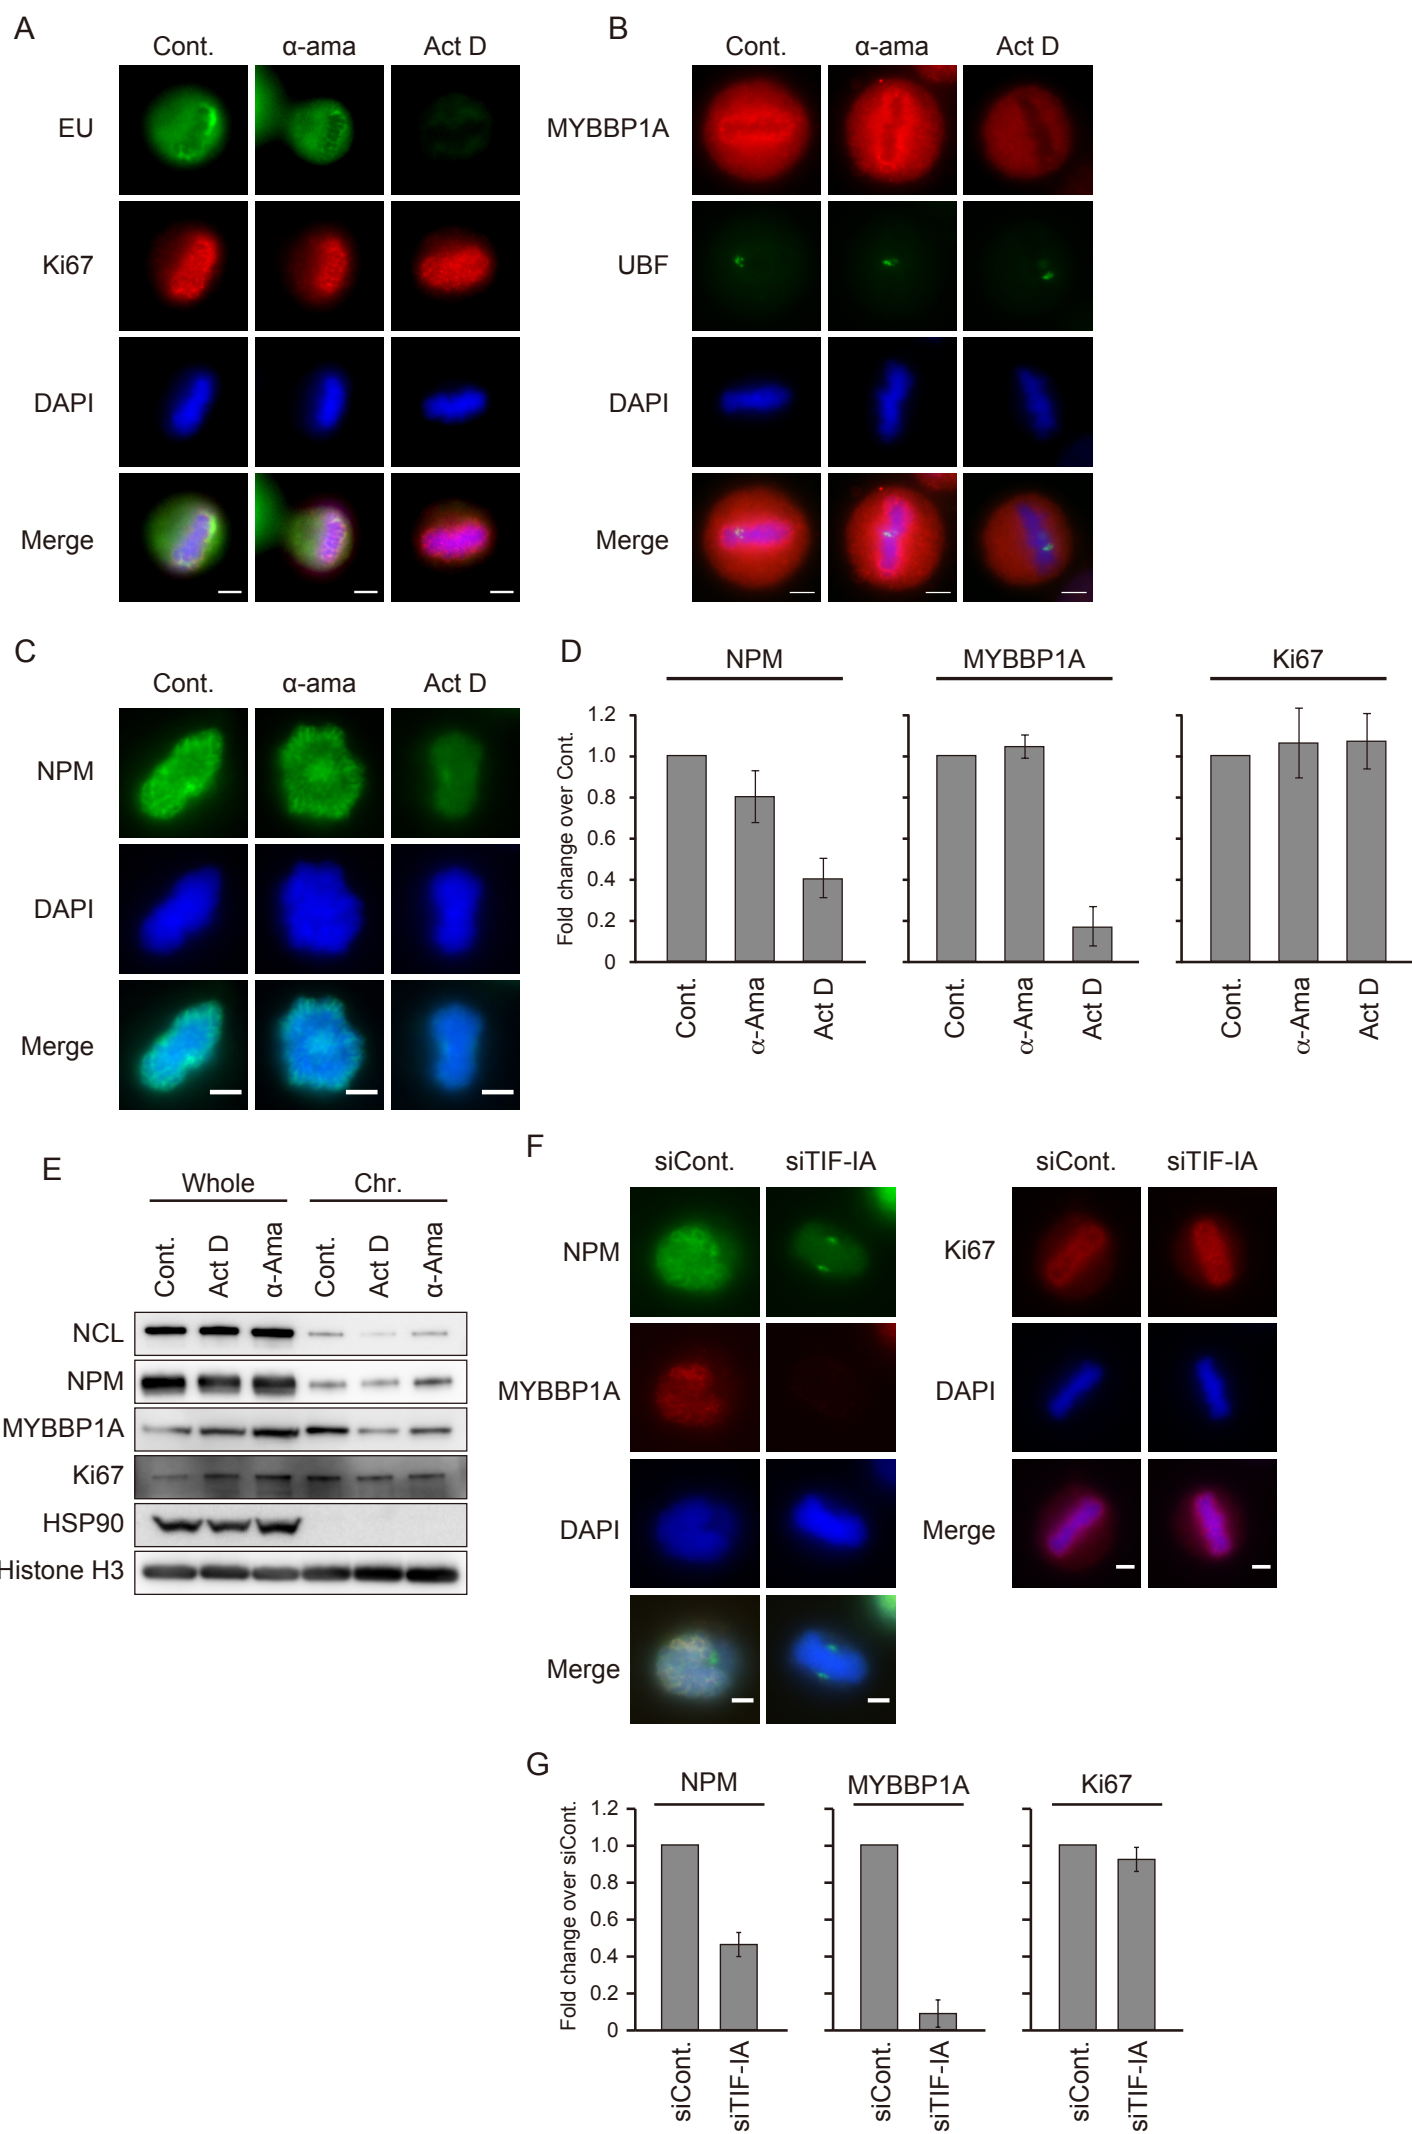 A
Cont. α-ama Act D
EU
Ki67
DAPI
Merge
B
Cont. α-ama Act D
MYBBP1A
UBF
DAPI
Merge
C
Cont. α-ama Act D
NPM
DAPI
Merge
D
NPM MYBBP1A Ki67
Fold change over Cont.
1.2
1.0
0.8
0.6
0.4
0.2
0
Cont. α-Ama Act D Cont. α-Ama Act D Cont. α-Ama Act D
E
Whole Chr.
Cont. Act D α-Ama Cont. Act D α-Ama
NCL
NPM
MYBBP1A
Ki67
HSP90
Histone H3
F
siCont. siTIF-IA
NPM
MYBBP1A
DAPI
Merge
siCont. siTIF-IA
Ki67
DAPI
Merge
G
NPM MYBBP1A Ki67
Fold change over siCont.
1.2
1.0
0.8
0.6
0.4
0.2
0
siCont. siTIF-IA siCont. siTIF-IA siCont. siTIF-IA